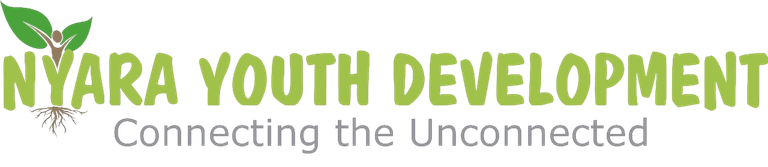 NYARA YOUTH DEVELOPMENT
Connecting the Unconnected